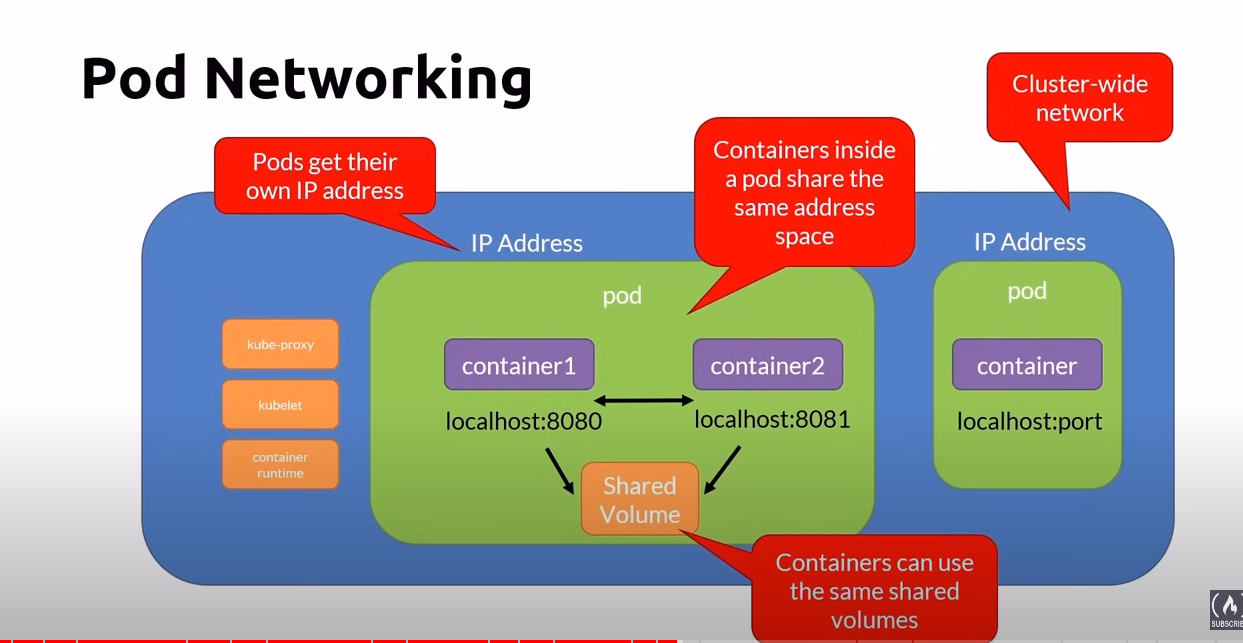 Pod Networking
Cluster-wide
network
Pods get their
own IP address
Containers inside
a pod share the
same address
space
IP Address
IP Address
pod
pod
kube-proxy
kubelet
container
runtime
container1
container2
container
localhost:8080
localhost:8081
localhost:port
Shared
Volume
Containers can use
the same shared
volumes
SUBSCRIBE